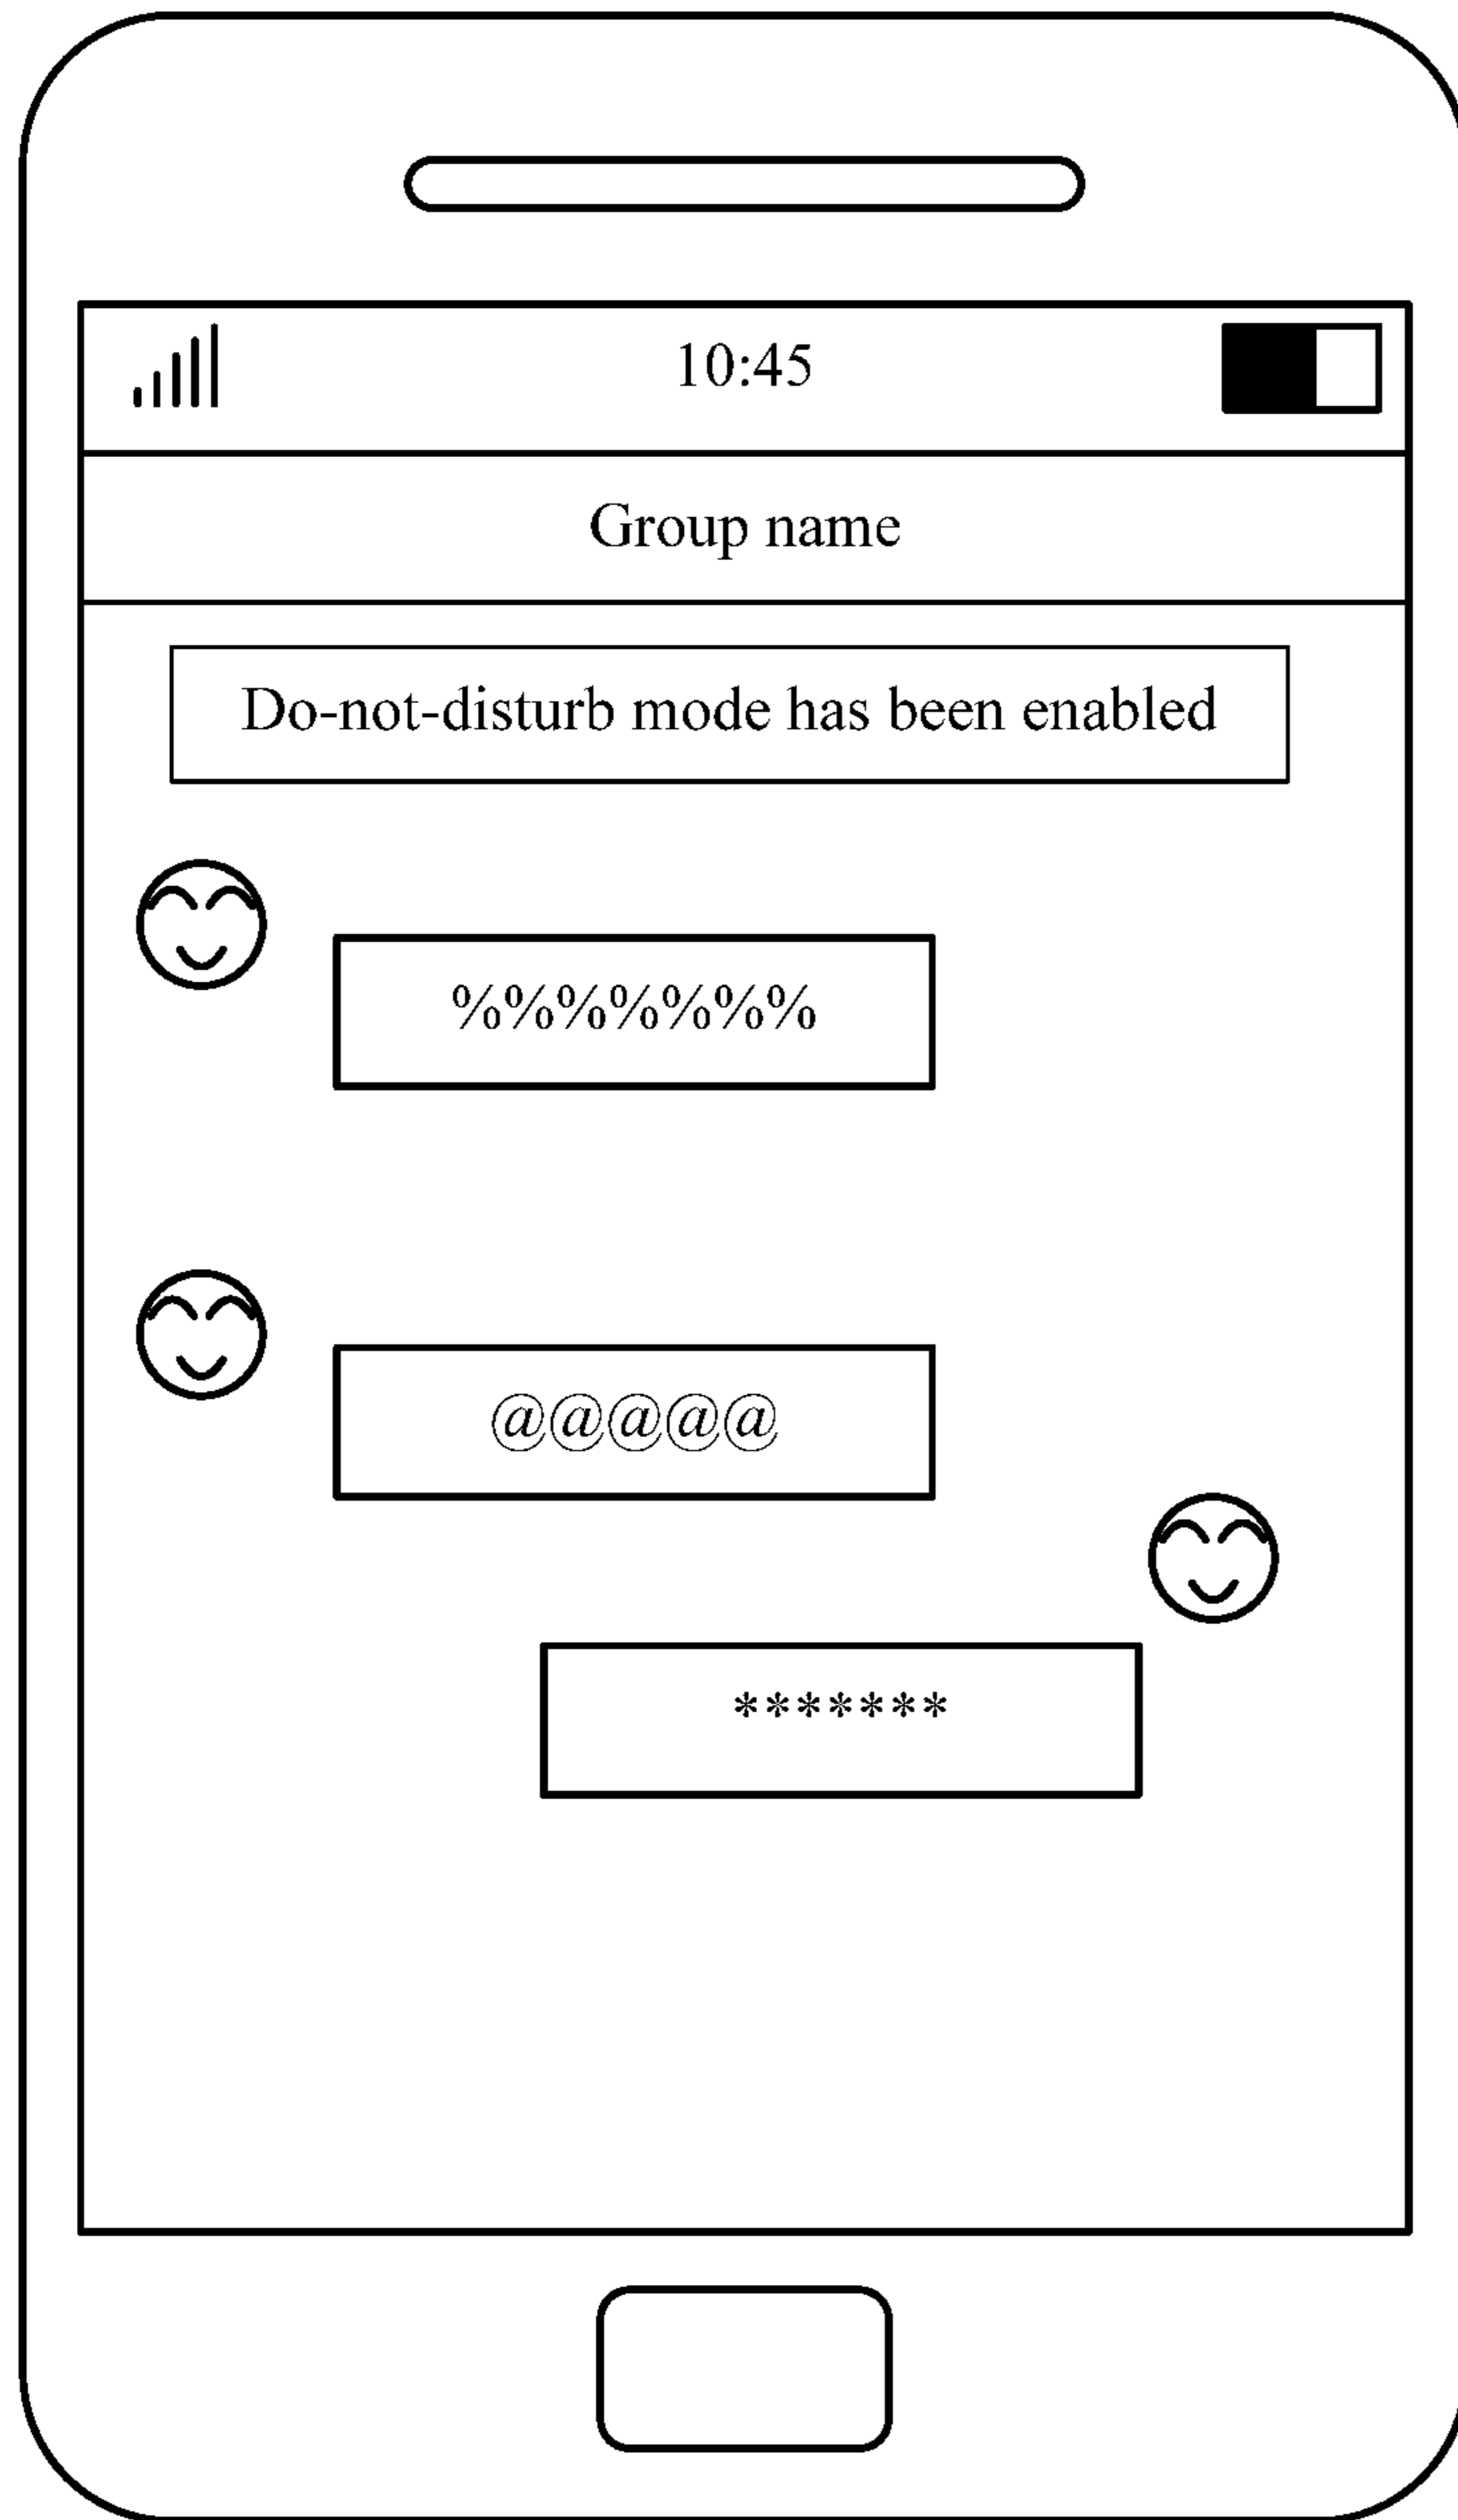 10:45
Group name
Do-not-disturb mode has been enabled
%%%%%%%
@@@@@
*******